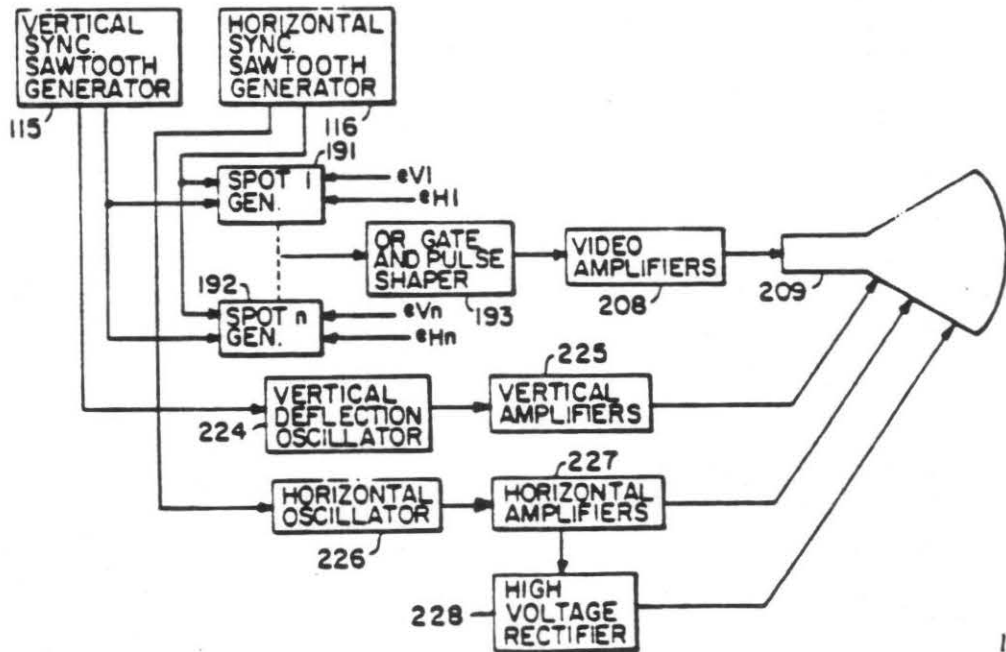 VERTICAL
SYNC.
SAWTOOTH
GENERATOR
115
HORIZONTAL
SYNC.
SAWTOOTH
GENERATOR
116
191
SPOT 1
GEN.
eV1
eH1
OR GATE
AND PULSE
SHAPER
193
VIDEO
AMPLIFIERS
208
209
192
SPOT n
GEN.
eVn
eHn
VERTICAL
DEFLECTION
OSCILLATOR
224
225
VERTICAL
AMPLIFIERS
HORIZONTAL
OSCILLATOR
226
227
HORIZONTAL
AMPLIFIERS
228
HIGH
VOLTAGE
RECTIFIER